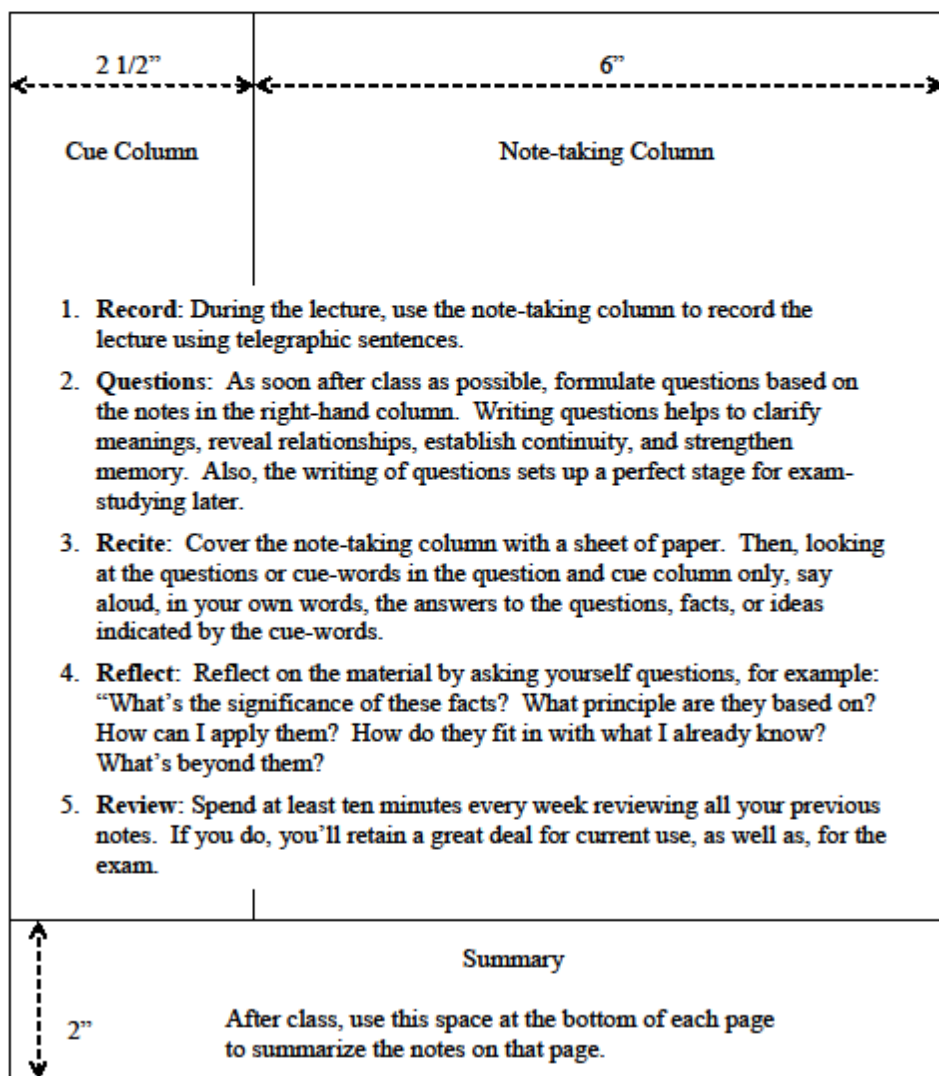 2 1/2”
6”
Cue Column
Note-taking Column
1. Record: During the lecture, use the note-taking column to record the
lecture using telegraphic sentences.
2. Questions: As soon after class as possible, formulate questions based on
the notes in the right-hand column. Writing questions helps to clarify
meanings, reveal relationships, establish continuity, and strengthen
memory. Also, the writing of questions sets up a perfect stage for exam-
studying later.
3. Recite: Cover the note-taking column with a sheet of paper. Then, looking
at the questions or cue-words in the question and cue column only, say
aloud, in your own words, the answers to the questions, facts, or ideas
indicated by the cue-words.
4. Reflect: Reflect on the material by asking yourself questions, for example:
“What’s the significance of these facts? What principle are they based on?
How can I apply them? How do they fit in with what I already know?
What’s beyond them?
5. Review: Spend at least ten minutes every week reviewing all your previous
notes. If you do, you’ll retain a great deal for current use, as well as, for the
exam.
Summary
2”
After class, use this space at the bottom of each page
to summarize the notes on that page.